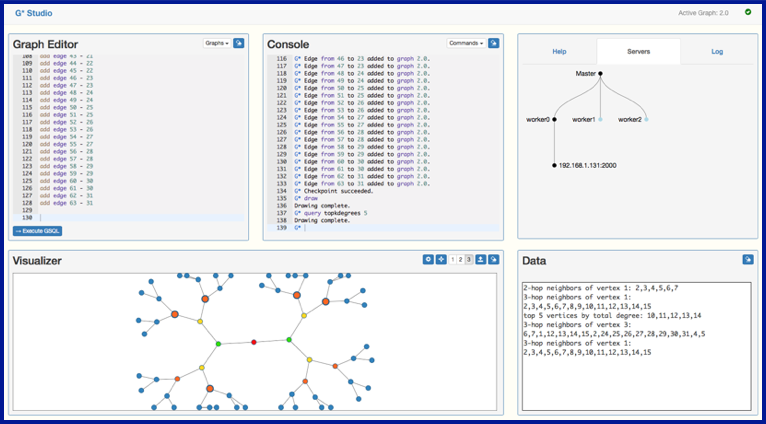 G* Studio
Active Graph: 2.0
Graph Editor
Graphs
108 add edge 43 - 21
109 add edge 44 - 22
110 add edge 45 - 22
111 add edge 46 - 23
112 add edge 47 - 23
113 add edge 48 - 24
114 add edge 49 - 24
115 add edge 50 - 25
116 add edge 51 - 25
117 add edge 52 - 26
118 add edge 53 - 26
119 add edge 54 - 27
120 add edge 55 - 27
121 add edge 56 - 28
122 add edge 57 - 28
123 add edge 58 - 29
124 add edge 59 - 29
125 add edge 60 - 30
126 add edge 61 - 30
127 add edge 62 - 31
128 add edge 63 - 31
129
130
→ Execute GSQL
Console
Commands
116 G* Edge from 46 to 23 added to graph 2.0.
117 G* Edge from 47 to 23 added to graph 2.0.
118 G* Edge from 48 to 24 added to graph 2.0.
119 G* Edge from 49 to 24 added to graph 2.0.
120 G* Edge from 50 to 25 added to graph 2.0.
121 G* Edge from 51 to 25 added to graph 2.0.
122 G* Edge from 52 to 26 added to graph 2.0.
123 G* Edge from 53 to 26 added to graph 2.0.
124 G* Edge from 54 to 27 added to graph 2.0.
125 G* Edge from 55 to 27 added to graph 2.0.
126 G* Edge from 56 to 28 added to graph 2.0.
127 G* Edge from 57 to 28 added to graph 2.0.
128 G* Edge from 58 to 29 added to graph 2.0.
129 G* Edge from 59 to 29 added to graph 2.0.
130 G* Edge from 60 to 30 added to graph 2.0.
131 G* Edge from 61 to 30 added to graph 2.0.
132 G* Edge from 62 to 31 added to graph 2.0.
133 G* Edge from 63 to 31 added to graph 2.0.
134 G* Checkpoint succeeded.
135 G* draw
136 Drawing complete.
137 G* query topkdegrees 5
138 Drawing complete.
139 G*
Help
Servers
Log
Master
worker0
worker1
worker2
192.168.1.131:2000
Visualizer
1 2 3
Data
2-hop neighbors of vertex 1: 2,3,4,5,6,7
3-hop neighbors of vertex 1:
2,3,4,5,6,7,8,9,10,11,12,13,14,15
top 5 vertices by total degree: 10,11,12,13,14
3-hop neighbors of vertex 3:
6,7,1,12,13,14,15,2,24,25,26,27,28,29,30,31,4,5
3-hop neighbors of vertex 1:
2,3,4,5,6,7,8,9,10,11,12,13,14,15